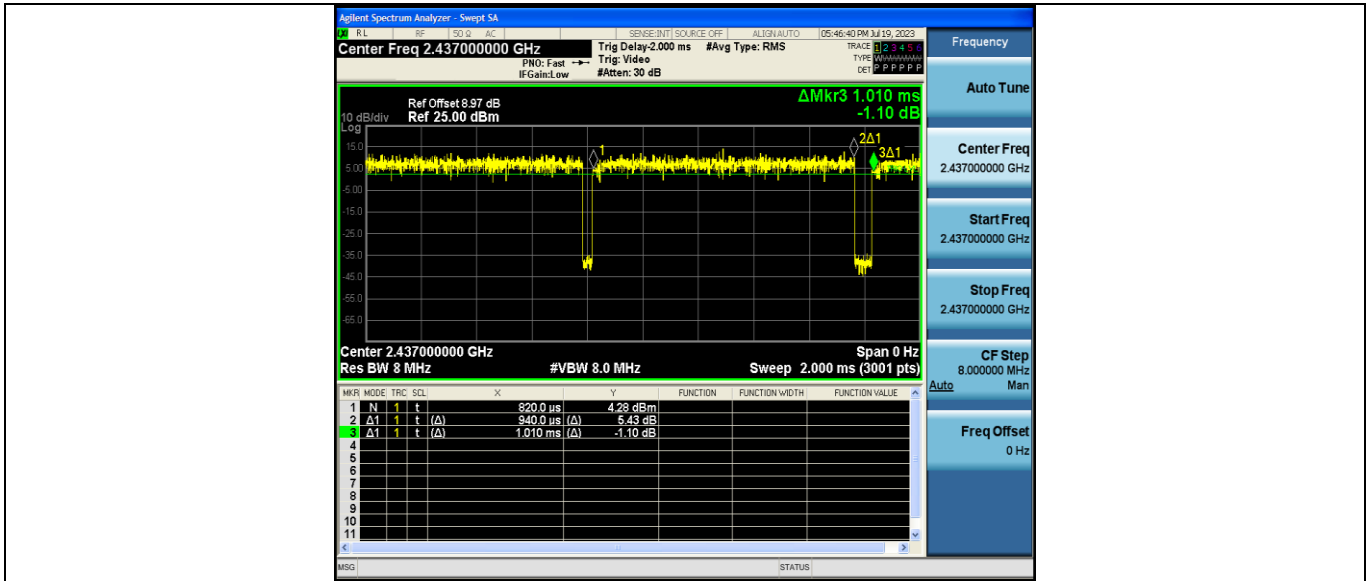 Agilent Spectrum Analyzer - Swept SA
LXI RL RF 50 Ω AC SENSE:INT SOURCE OFF ALIGN AUTO 05:46:40 PM Jul 19, 2023
Center Freq 2.437000000 GHz
PNO: Fast
IFGain:Low
Trig Delay-2.000 ms #Avg Type: RMS
Trig: Video
#Atten: 30 dB
TRACE 1 2 3 4 5 6
TYPE
DET P P P P P P
ΔMkr3 1.010 ms
-1.10 dB
Ref Offset 8.97 dB
10 dB/div Ref 25.00 dBm
Log
15.0
5.00
-5.00
-15.0
-25.0
-35.0
-45.0
-55.0
-65.0
1
2Δ1
3Δ1
Center 2.437000000 GHz Span 0 Hz
Res BW 8 MHz #VBW 8.0 MHz Sweep 2.000 ms (3001 pts)
MKR MODE TRC SCL X Y FUNCTION FUNCTION WIDTH FUNCTION VALUE
1 N 1 t 820.0 µs 4.28 dBm
2 Δ1 1 t (Δ) 940.0 µs (Δ) 5.43 dB
3 Δ1 1 t (Δ) 1.010 ms (Δ) -1.10 dB
4
5
6
7
8
9
10
11
MSG STATUS
Frequency
Auto Tune
Center Freq
2.437000000 GHz
Start Freq
2.437000000 GHz
Stop Freq
2.437000000 GHz
CF Step
8.000000 MHz
Auto Man
Freq Offset
0 Hz